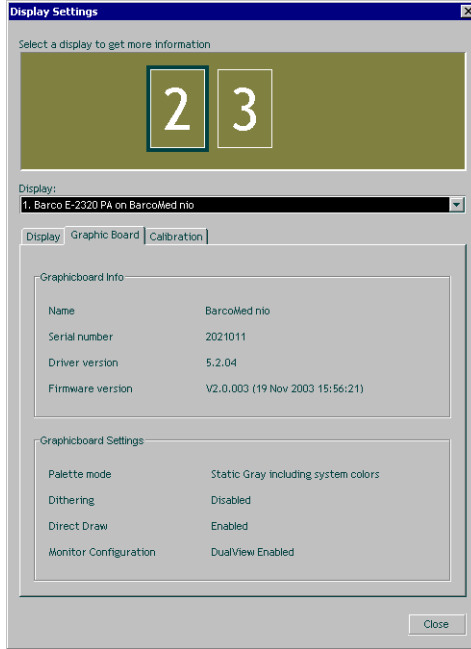 Display Settings
Select a display to get more information
2 3
Display:
1. Barco E-2320 PA on BarcoMed nio
Display Graphic Board Calibration
Graphicboard Info
Name BarcoMed nio
Serial number 2021011
Driver version 5.2.04
Firmware version V2.0.003 (19 Nov 2003 15:56:21)
Graphicboard Settings
Palette mode Static Gray including system colors
Dithering Disabled
Direct Draw Enabled
Monitor Configuration DualView Enabled
Close